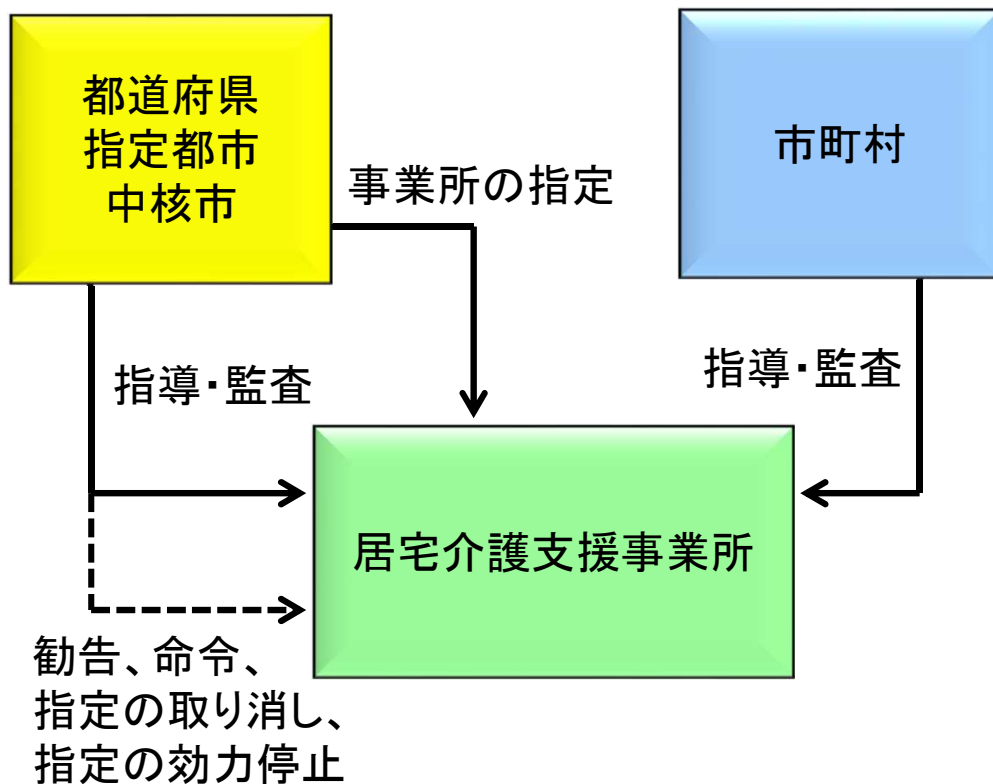 都道府県
指定都市
中核市
市町村
事業所の指定
指導・監査
指導・監査
居宅介護支援事業所
勧告、命令、
指定の取り消し、
指定の効力停止